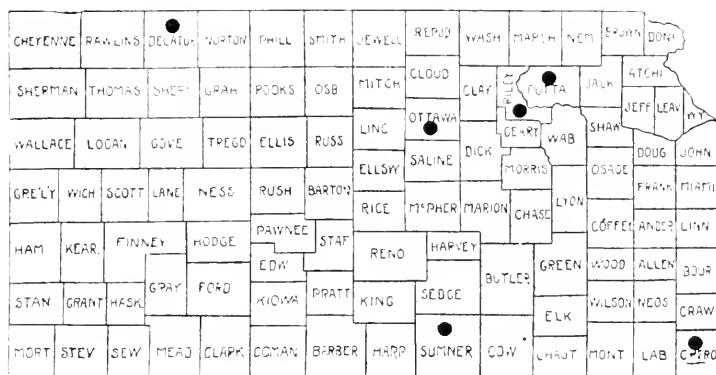 CHEYENNE RAWLINS DECATUR NORTON PHILL SMITH JEWELL REPUB WASH MARSH NEM BROWN DONI
SHERMAN THOMAS SHERI GRAH ROOKS OSB MITCH CLOUD CLAY RILEY POTTA JACK ATCHI
JEFF LEAV WY
WALLACE LOGAN GOVE TREGO ELLIS RUSS LINC OTTAWA GEARY WAB SHAW
ELLSW SALINE DICK MORRIS OSAGE DOUG JOHN
GRE'LY WICH SCOTT LANE NESS RUSH BARTON RICE McPHER MARION CHASE LYON FRANK MIAMI
COFFEY ANDER LINN
HAM KEAR. FINNEY HODGE PAWNEE STAF RENO HARVEY
EDW BUTLER GREEN WOOD ALLEN BOUR
STAN GRANT HASK. GRAY FORD KIOWA PRATT KING SEDGE ELK WILSON NEOS CRAW
MORT STEV SEW MEAD CLARK COMAN BARBER HARP SUMNER COW CHAUT MONT LAB